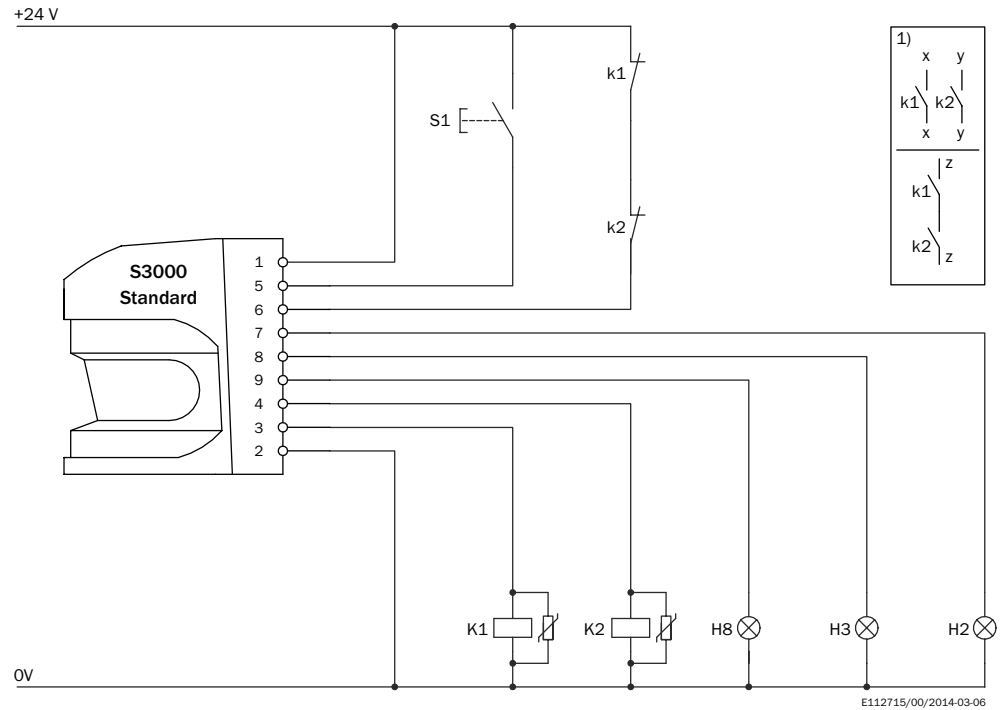 +24 V
1)
x y
k1 k2
x y
z
k1
k2
z
k1
S1
k2
S3000
Standard
1
5
6
7
8
9
4
3
2
K1
K2
H8
H3
H2
0V
E112715/00/2014-03-06